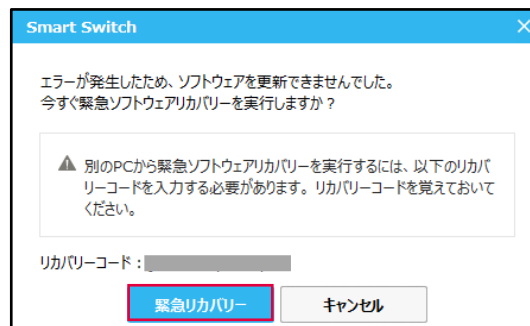 Smart Switch
エラーが発生したため、ソフトウェアを更新できませんでした。
今すぐ緊急ソフトウェアリカバリーを実行しますか？
別のPCから緊急ソフトウェアリカバリーを実行するには、以下のリカバ
リーコードを入力する必要があります。リカバリーコードを覚えておいて
ください。
リカバリーコード：
緊急リカバリー
キャンセル